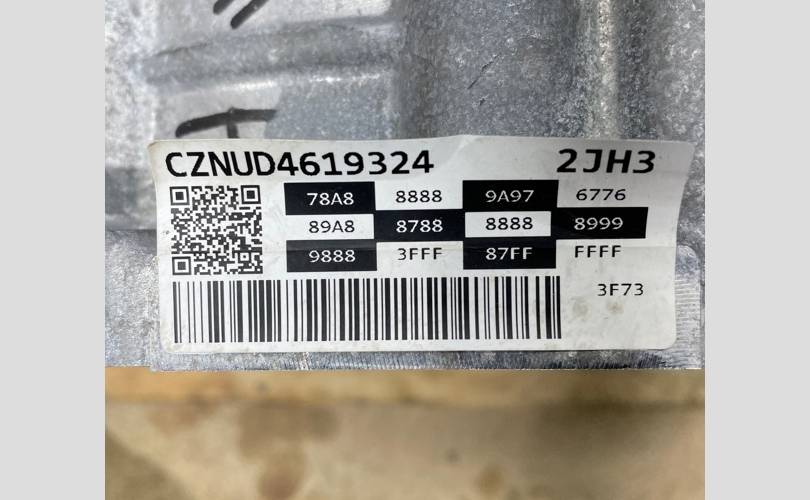 CZNUD4619324 2JH3
78A8 8888 9A97 6776
89A8 8788 8888 8999
9888 3FFF 87FF FFFF
3F73